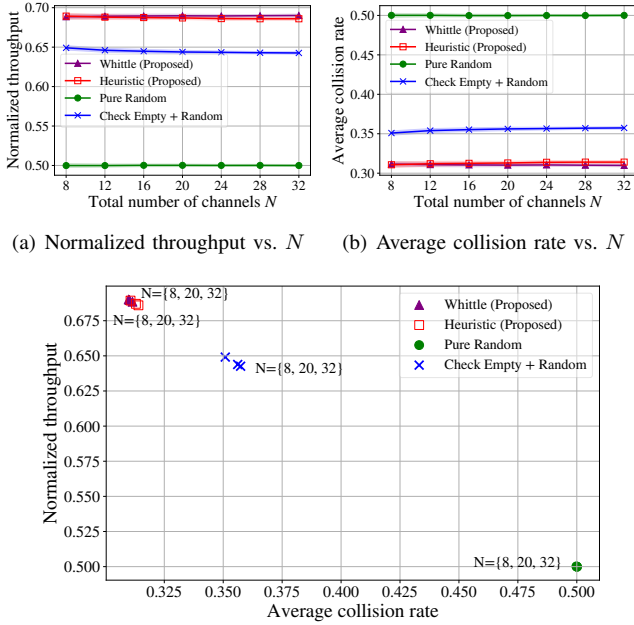 0.70
0.65
0.60
0.55
0.50
Normalized throughput
Whittle (Proposed)
Heuristic (Proposed)
Pure Random
Check Empty + Random
8 12 16 20 24 28 32
Total number of channels N
0.50
0.45
0.40
0.35
0.30
Average collision rate
Whittle (Proposed)
Heuristic (Proposed)
Pure Random
Check Empty + Random
8 12 16 20 24 28 32
Total number of channels N
(a) Normalized throughput vs. N
(b) Average collision rate vs. N
0.675
0.650
0.625
0.600
0.575
0.550
0.525
0.500
Normalized throughput
N={8, 20, 32}
N={8, 20, 32}
N={8, 20, 32}
N={8, 20, 32}
Whittle (Proposed)
Heuristic (Proposed)
Pure Random
Check Empty + Random
0.325 0.350 0.375 0.400 0.425 0.450 0.475 0.500
Average collision rate